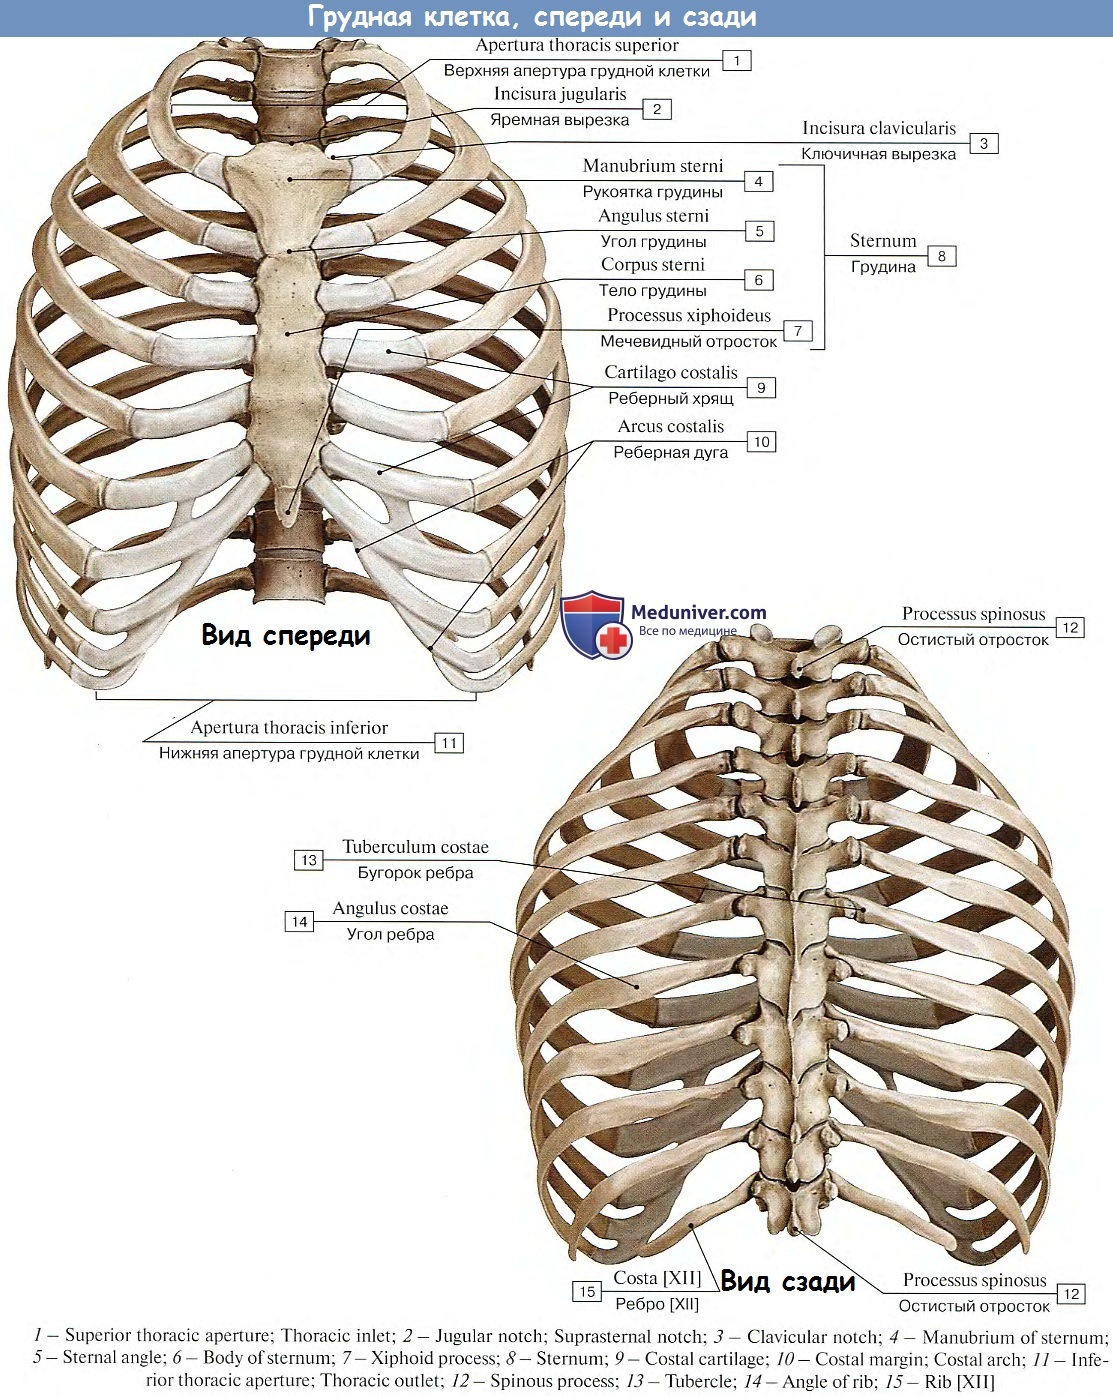 Грудная клетка, спереди и сзади
Apertura thoracis superior
Верхняя апертура грудной клетки
1
Incisura jugularis
Яремная вырезка
2
Incisura clavicularis
Ключичная вырезка
3
Manubrium sterni
Рукоятка грудины
4
Angulus sterni
Угол грудины
5
Corpus sterni
Тело грудины
6
Processus xiphoideus
Мечевидный отросток
7
Sternum
Грудина
8
Cartilago costalis
Реберный хрящ
9
Arcus costalis
Реберная дуга
10
Вид спереди
Meduniver.com
Все по медицине
Apertura thoracis inferior
Нижняя апертура грудной клетки
11
Processus spinosus
Остистый отросток
12
13
Tuberculum costae
Бугорок ребра
14
Angulus costae
Угол ребра
15
Costa [XII]
Ребро [XII]
Вид сзади
Processus spinosus
Остистый отросток
12
1 – Superior thoracic aperture; Thoracic inlet; 2 – Jugular notch; Suprasternal notch; 3 – Clavicular notch; 4 – Manubrium of sternum;
5 – Sternal angle; 6 – Body of sternum; 7 – Xiphoid process; 8 – Sternum; 9 – Costal cartilage; 10 – Costal margin; Costal arch; 11 – Infe-
rior thoracic aperture; Thoracic outlet; 12 – Spinous process; 13 – Tubercle; 14 – Angle of rib; 15 – Rib [XII]